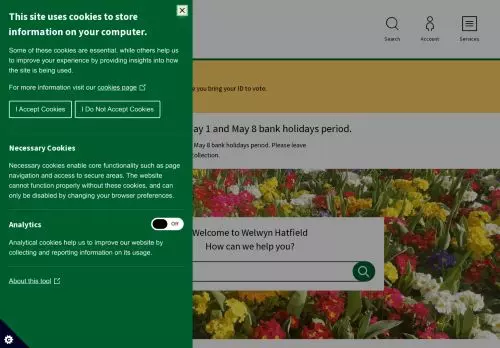 This site uses cookies to store
information on your computer.
Some of these cookies are essential, while others help us
to improve your experience by providing insights into how
the site is being used.
For more information visit our cookies page
I Accept Cookies
I Do Not Accept Cookies
Necessary Cookies
Necessary cookies enable core functionality such as page
navigation and access to secure areas. The website
cannot function properly without these cookies, and can
only be disabled by changing your browser preferences.
Analytics
Off
Analytical cookies help us to improve our website by
collecting and reporting information on its usage.
About this tool
Search
Account
Services
you bring your ID to vote.
ay 1 and May 8 bank holidays period.
May 8 bank holidays period. Please leave
collection.
Welcome to Welwyn Hatfield
How can we help you?